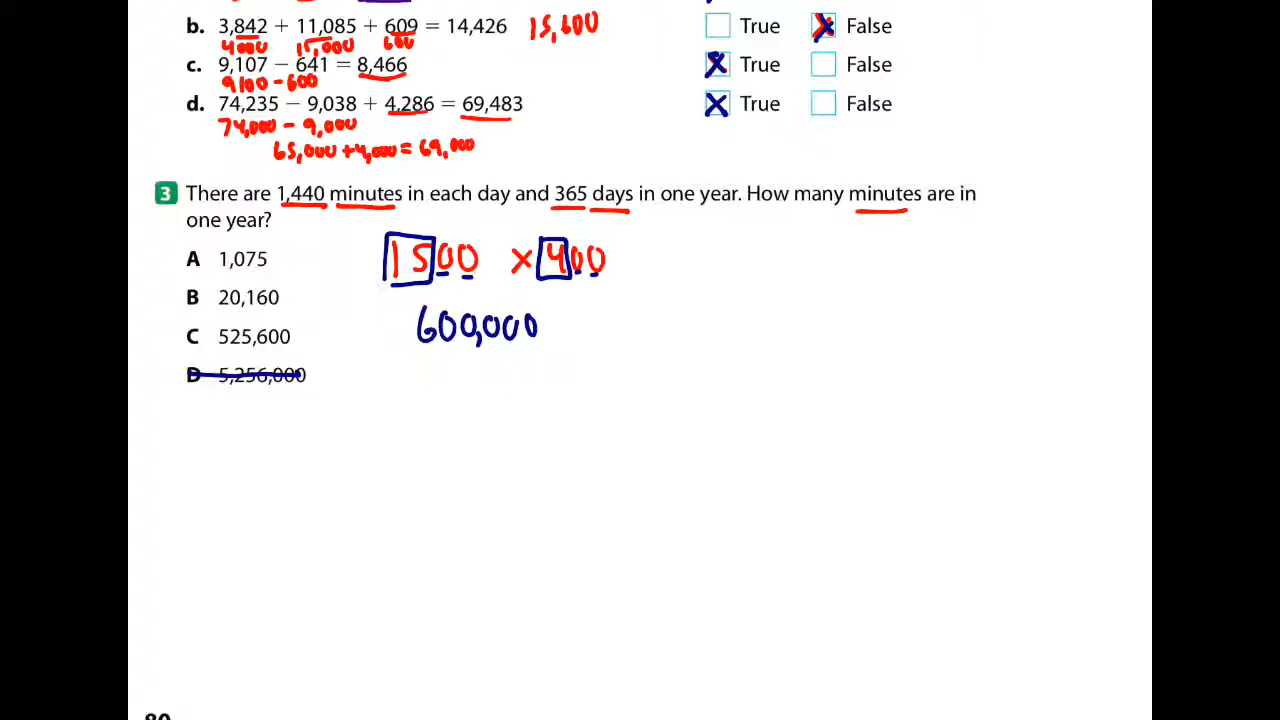 b. 3,842 + 11,085 + 609 = 14,426 15,600 True False
4000 11,000 600
c. 9,107 − 641 = 8,466 True False
9100 - 600
d. 74,235 − 9,038 + 4,286 = 69,483 True False
74,000 - 9,000
65,000 + 4,000 = 69,000
3 There are 1,440 minutes in each day and 365 days in one year. How many minutes are in
one year?
1500 × 400
A 1,075
B 20,160
600,000
C 525,600
D 5,256,000